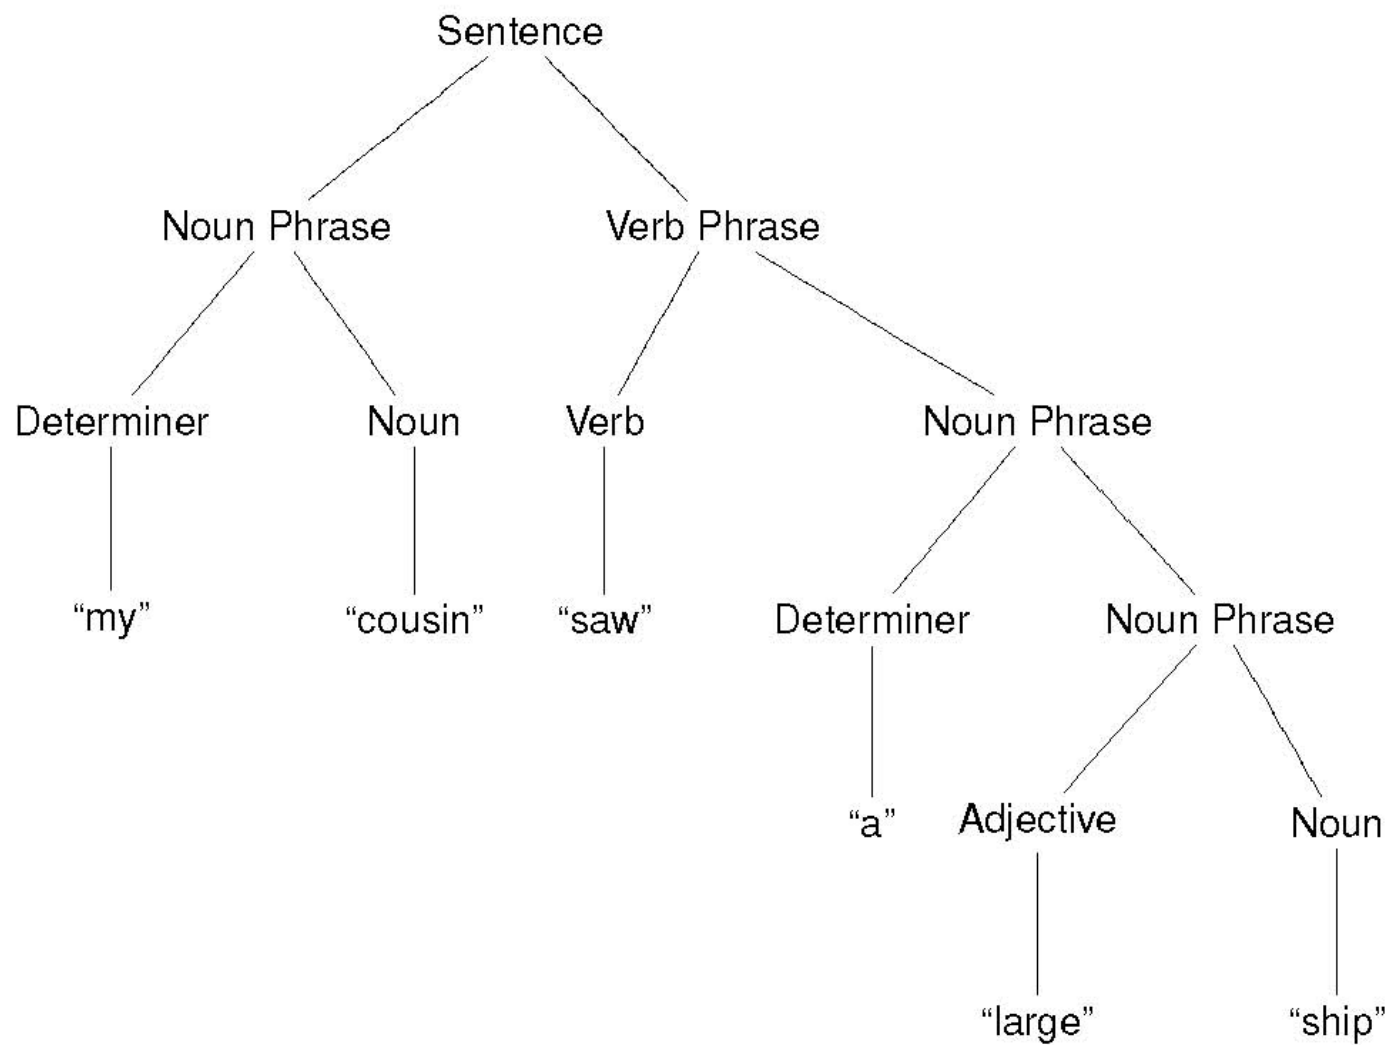 Sentence
Noun Phrase Verb Phrase
Determiner Noun Verb Noun Phrase
“my” “cousin” “saw” Determiner Noun Phrase
“a” Adjective Noun
“large” “ship”